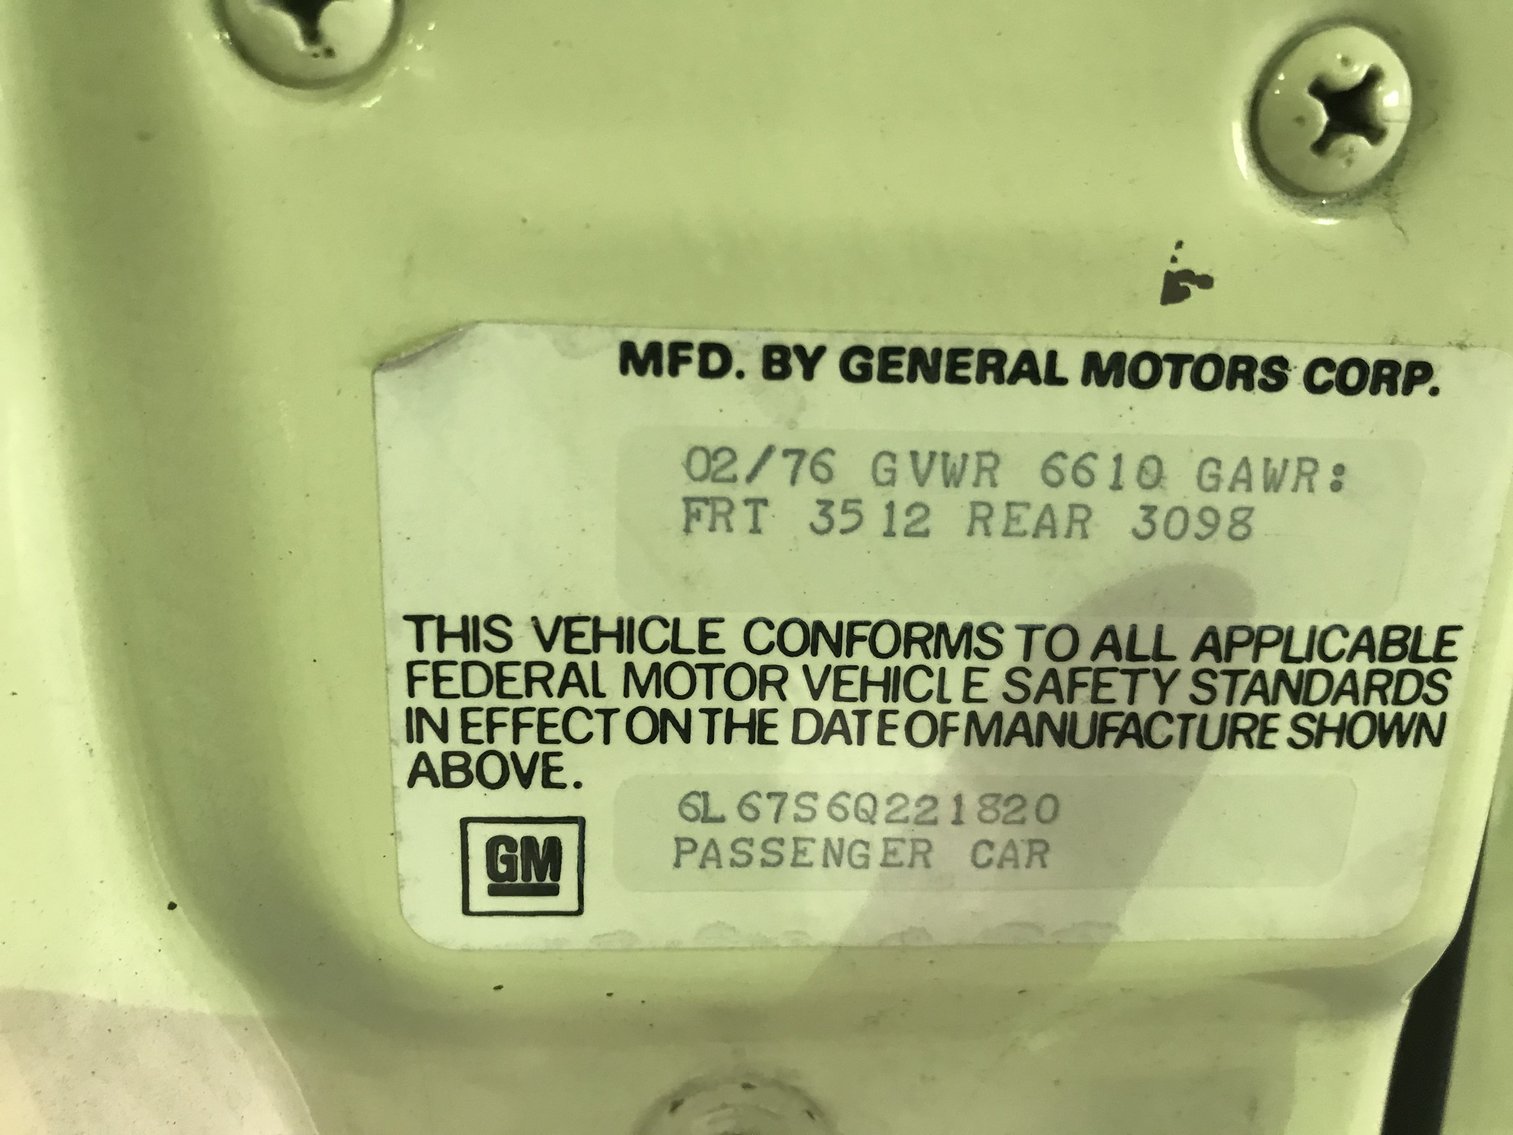 MFD. BY GENERAL MOTORS CORP.
02/76 GVWR 6610 GAWR:
FRT 3512 REAR 3098
THIS VEHICLE CONFORMS TO ALL APPLICABLE
FEDERAL MOTOR VEHICLE SAFETY STANDARDS
IN EFFECT ON THE DATE OF MANUFACTURE SHOWN
ABOVE.
6L67S6Q221820
PASSENGER CAR
GM